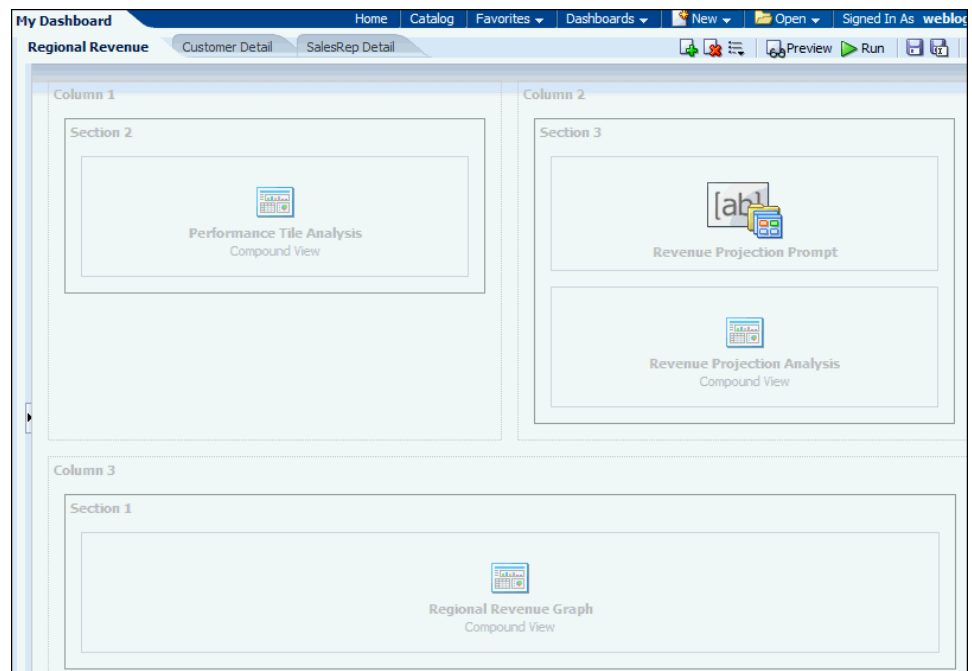 My Dashboard
Home Catalog Favorites Dashboards New Open Signed In As weblog
Regional Revenue Customer Detail SalesRep Detail Preview Run
Column 1
Section 2
Performance Tile Analysis
Compound View
Column 2
Section 3
[ab]
Revenue Projection Prompt
Revenue Projection Analysis
Compound View
Column 3
Section 1
Regional Revenue Graph
Compound View